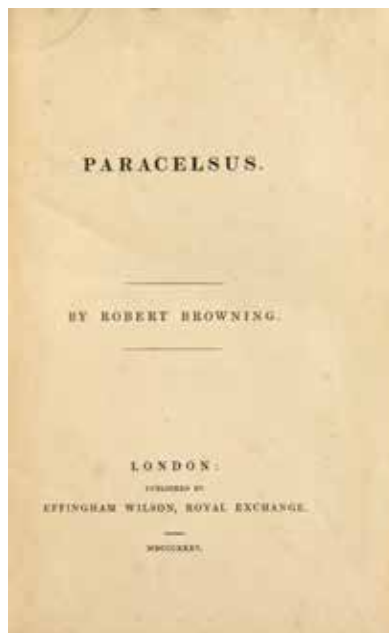 PARACELSUS.
BY ROBERT BROWNING.
LONDON:
PUBLISHED BY
EFFINGHAM WILSON, ROYAL EXCHANGE.
MDCCCXXXV.